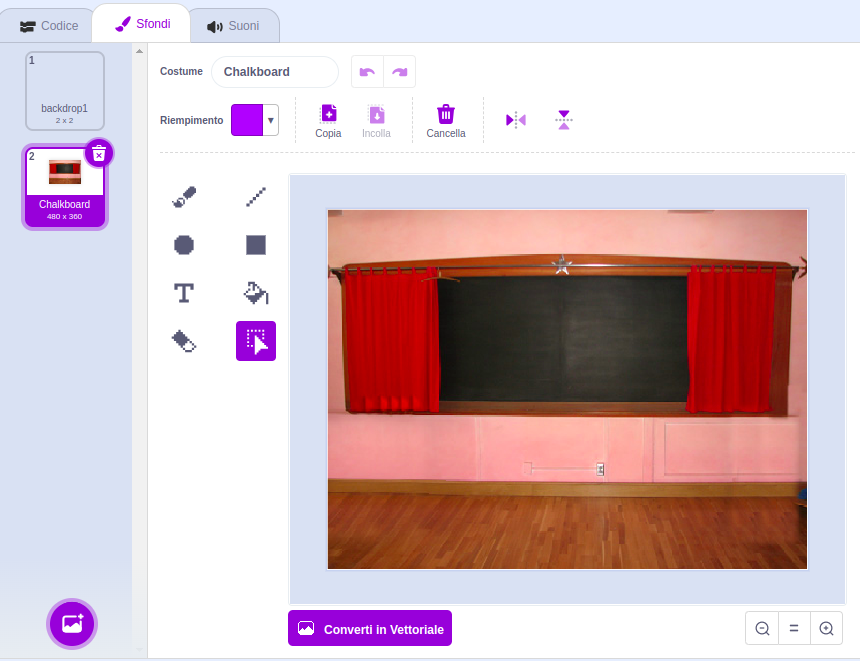 Codice
Sfondi
Suoni
1
backdrop1
2 x 2
2
Chalkboard
480 x 360
Costume
Chalkboard
Riempimento
Copia
Incolla
Cancella
Converti in Vettoriale